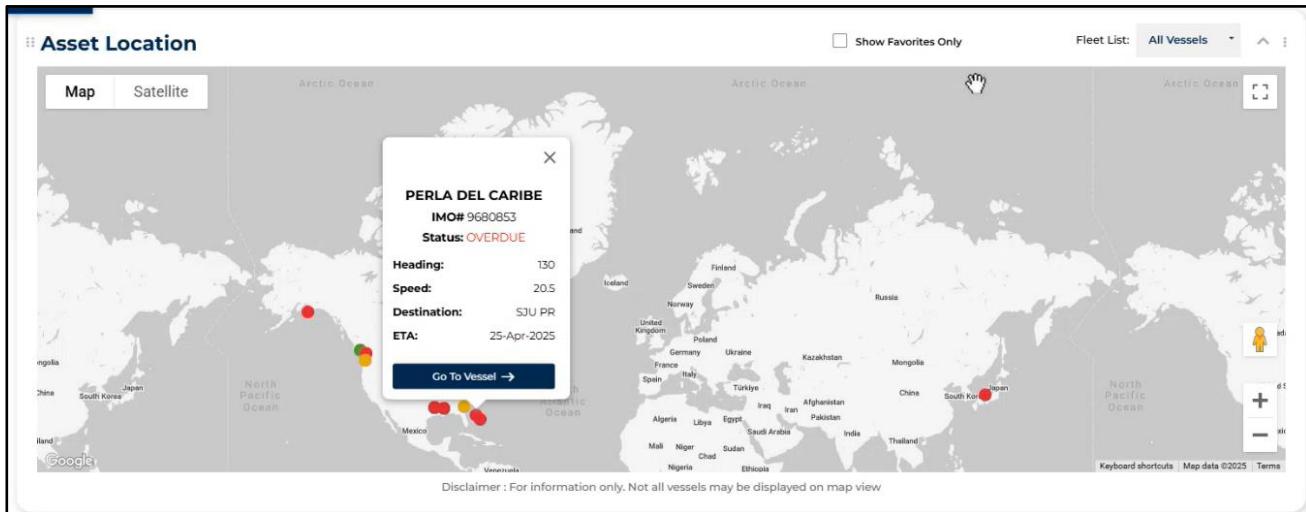 Asset Location
Show Favorites Only
Fleet List: All Vessels
Map Satellite
Arctic Ocean Arctic Ocean Arctic Ocean
PERLA DEL CARIBE
IMO# 9680853
Status: OVERDUE
Heading: 130
Speed: 20.5
Destination: SJU PR
ETA: 25-Apr-2025
Go To Vessel →
Iceland
Finland
Sweden
Norway
Russia
United
Kingdom
Poland
Germany Ukraine
Kazakhstan
Mongolia
France
Italy
Spain
Türkiye
China South Korea Japan
North
Pacific
Ocean
Atlantic
Ocean
China
Japan
North
Pacific
Ocean
Iraq Iran Afghanistan
Pakistan
Algeria Libya Egypt
Saudi Arabia
India
Mexico
Mali Niger Sudan
Chad
Thailand
Nigeria Ethiopia
Venezuela
Google
Keyboard shortcuts Map data ©2025 Terms
Disclaimer : For information only. Not all vessels may be displayed on map view